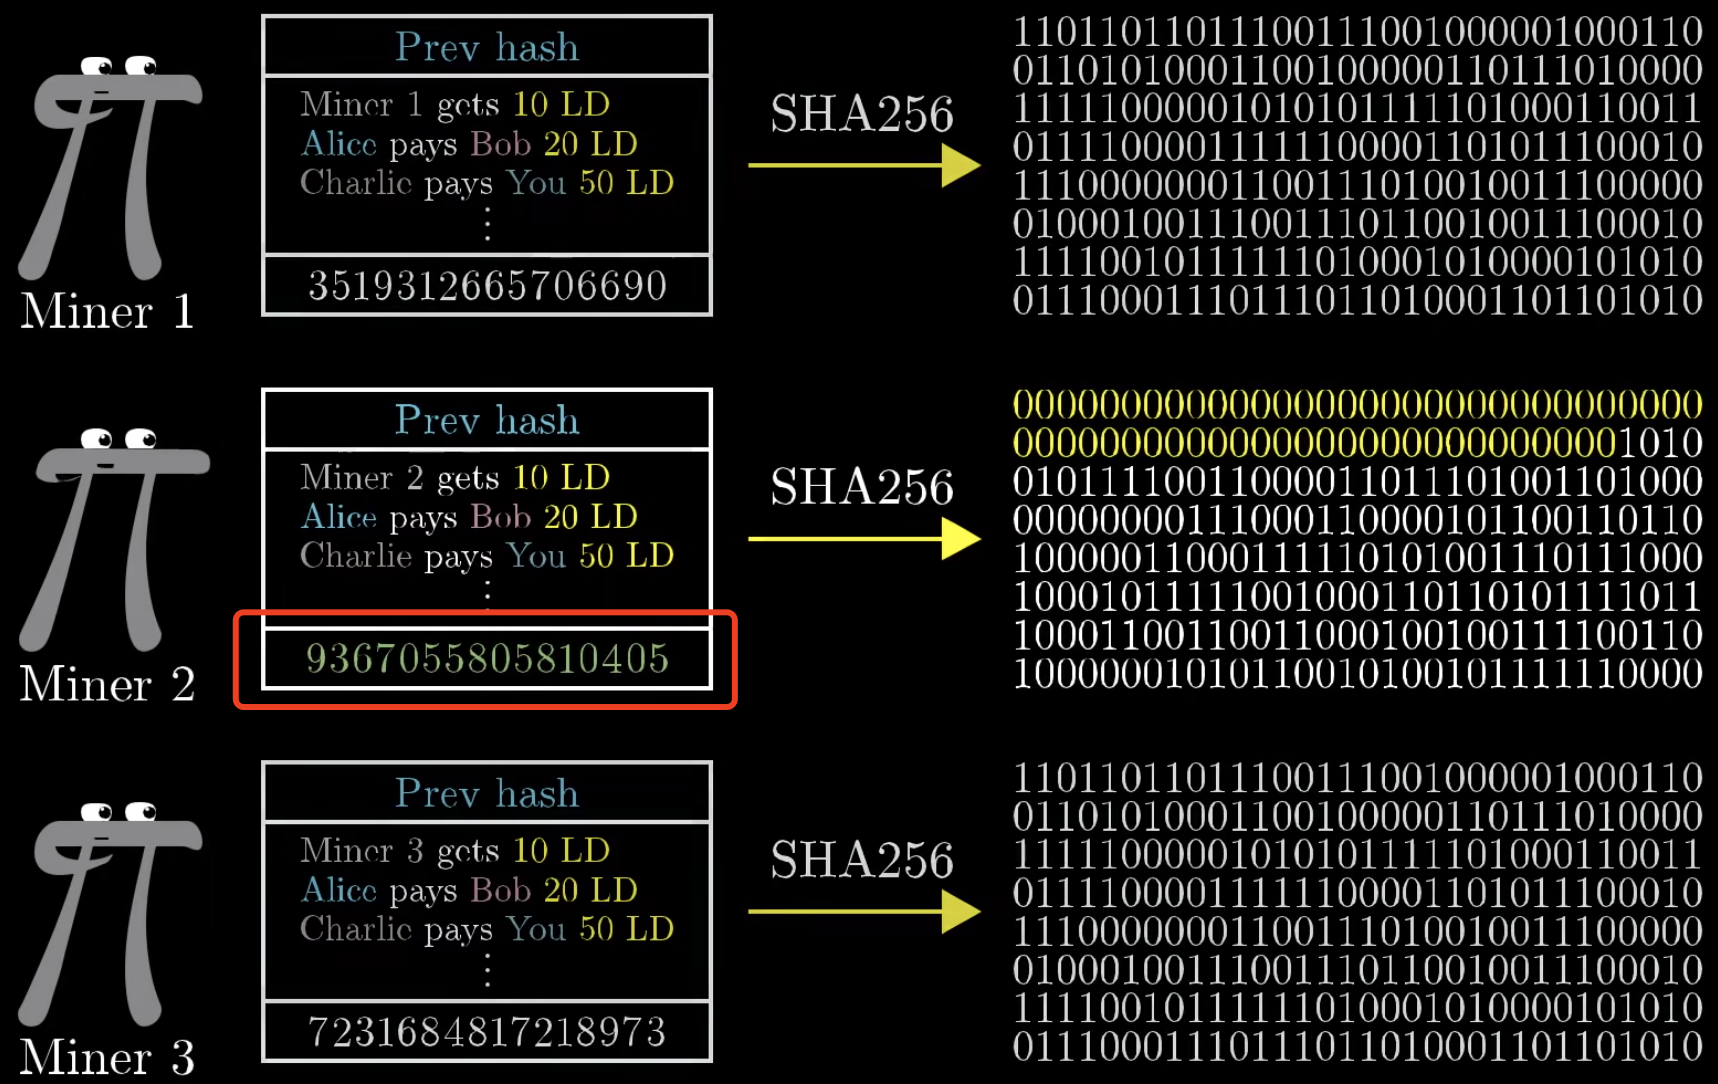 Prev hash
Miner 1 gets 10 LD
Alice pays Bob 20 LD
Charlie pays You 50 LD
⋮
3519312665706690
Miner 1
SHA256
11011011011100111001000001000110
01101010001100100000110111010000
11111000001010101111101000110011
01111000011111100001101011100010
11100000001100111010010011100000
01000100111001110110010011100010
11110010111111010001010000101010
01110001110111011010001101101010
Prev hash
Miner 2 gets 10 LD
Alice pays Bob 20 LD
Charlie pays You 50 LD
⋮
9367055805810405
Miner 2
SHA256
00000000000000000000000000000000
00000000000000000000000000001010
01011110011000011011101001101000
00000000111000110000101100110110
10000011000111110101001110111000
10001011111001000110110101111011
10001100110011000100100111100110
10000001010110010100101111110000
Prev hash
Miner 3 gets 10 LD
Alice pays Bob 20 LD
Charlie pays You 50 LD
⋮
7231684817218973
Miner 3
SHA256
11011011011100111001000001000110
01101010001100100000110111010000
11111000001010101111101000110011
01111000011111100001101011100010
11100000001100111010010011100000
01000100111001110110010011100010
11110010111111010001010000101010
01110001110111011010001101101010